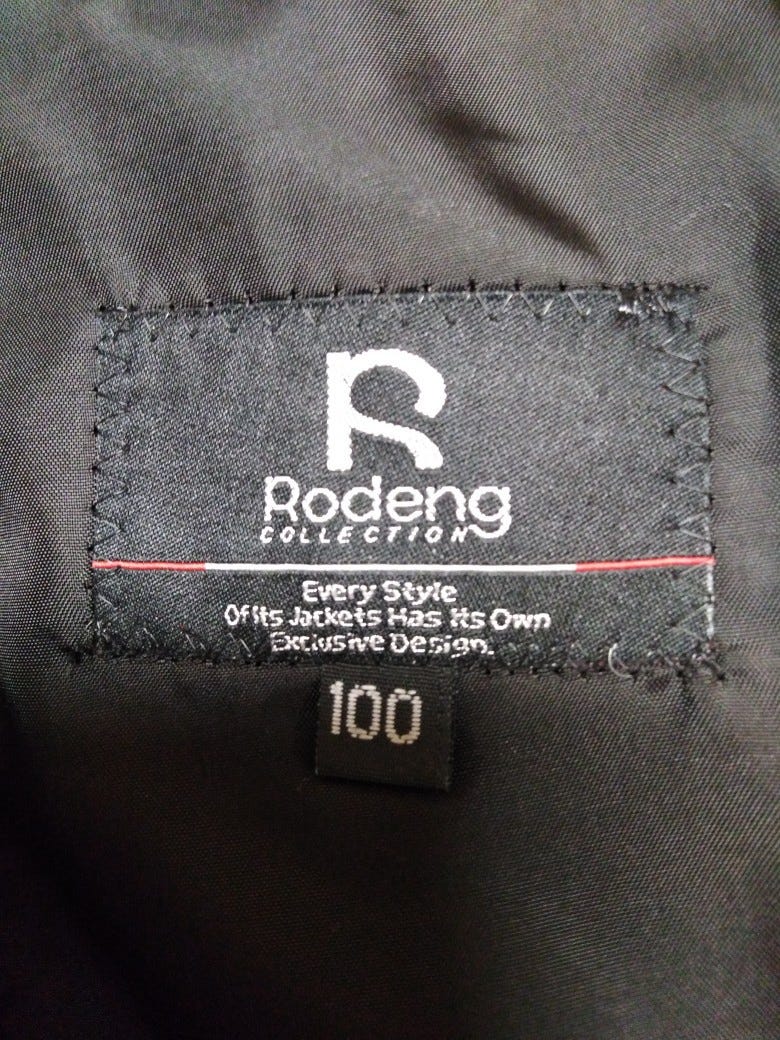 R
Rodeng
COLLECTION
Every Style
Of Its Jackets Has Its Own
Exclusive Design.
100